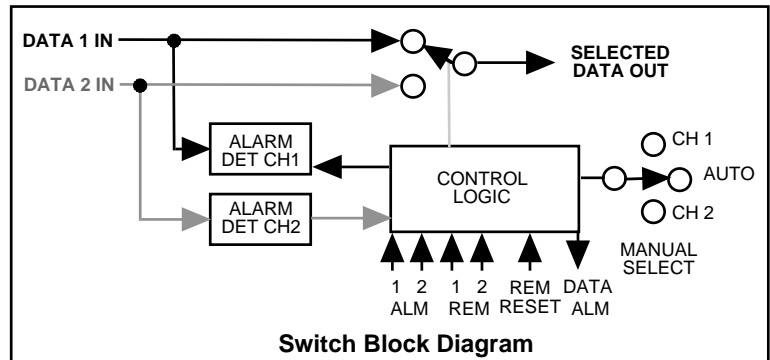 DATA 1 IN
SELECTED
DATA OUT
DATA 2 IN
ALARM
DET CH1
CH 1
CONTROL
LOGIC
AUTO
ALARM
DET CH2
CH 2
MANUAL
SELECT
1 2 1 2 REM DATA
ALM REM RESET ALM
Switch Block Diagram